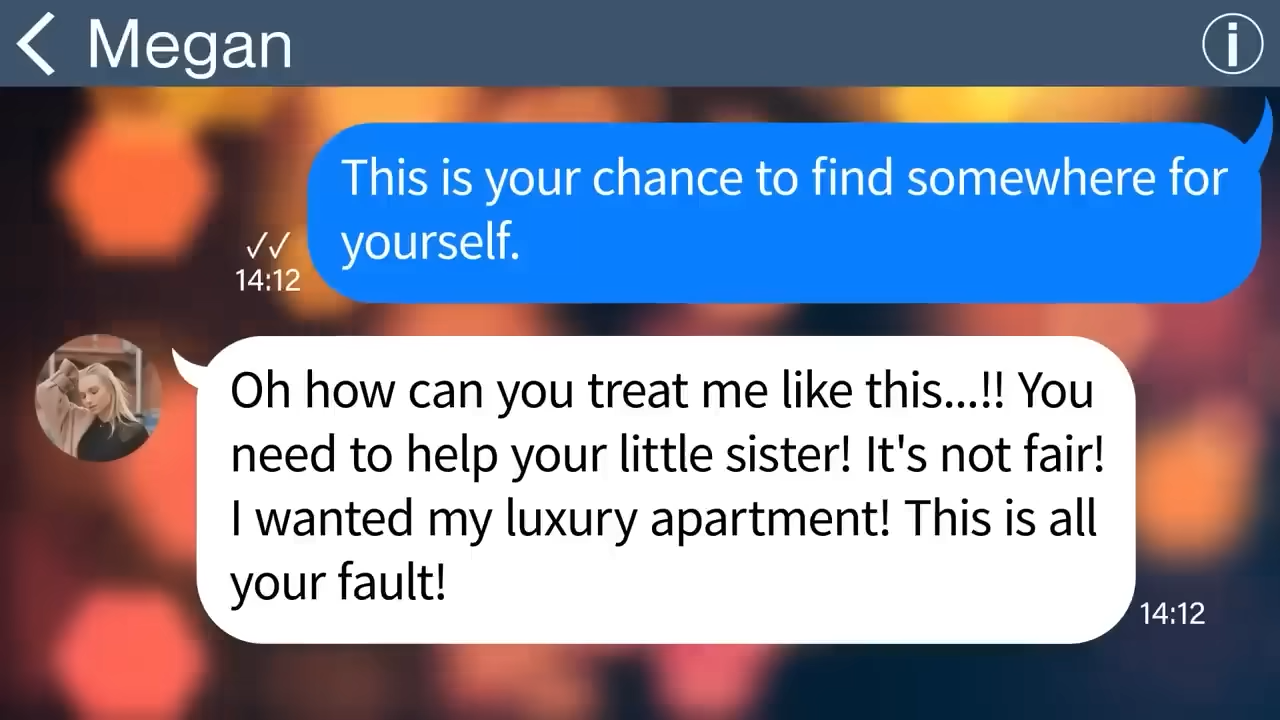 Megan
This is your chance to find somewhere for
yourself.
✓✓
14:12
Oh how can you treat me like this...!! You
need to help your little sister! It's not fair!
I wanted my luxury apartment! This is all
your fault!
14:12